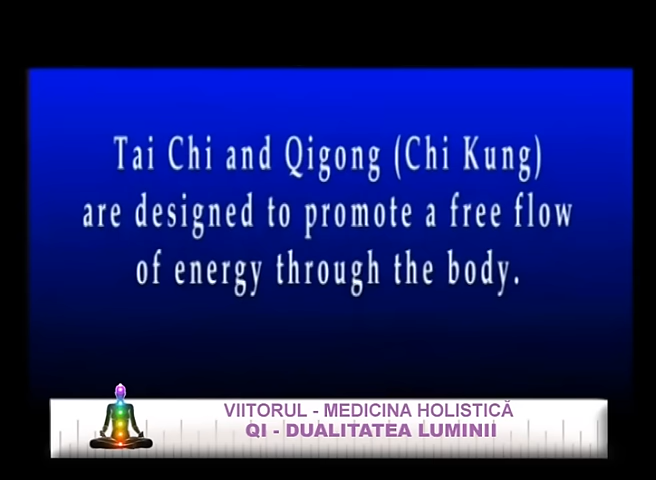 Tai Chi and Qigong (Chi Kung)
are designed to promote a free flow
of energy through the body.
VIITORUL - MEDICINA HOLISTICĂ
QI - DUALITATEA LUMINII